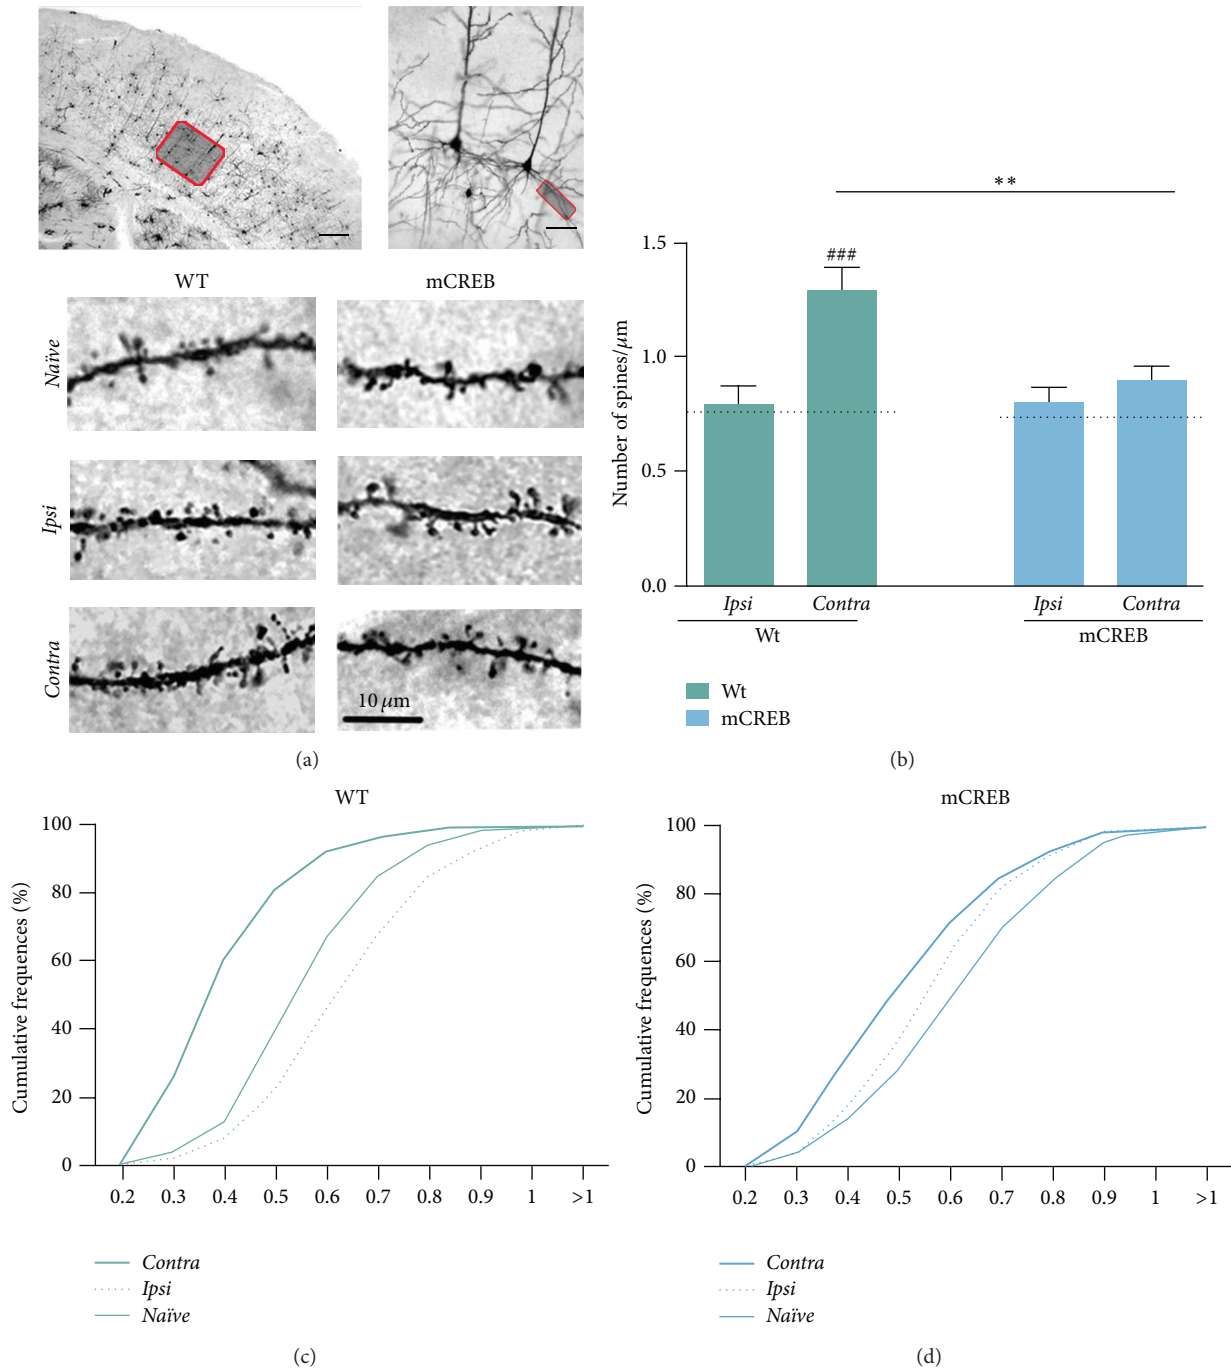 WT
mCREB
Naïve
Ipsi
Contra
10 μm
(a)
**
###
Number of spines/μm
1.5
1.0
0.5
0.0
Ipsi
Contra
Ipsi
Contra
Wt
mCREB
Wt
mCREB
(b)
WT
Cumulative frequences (%)
100
80
60
40
20
0
0.2 0.3 0.4 0.5 0.6 0.7 0.8 0.9 1 >1
Contra
Ipsi
Naïve
(c)
mCREB
Cumulative frequences (%)
100
80
60
40
20
0
0.2 0.3 0.4 0.5 0.6 0.7 0.8 0.9 1 >1
Contra
Ipsi
Naïve
(d)